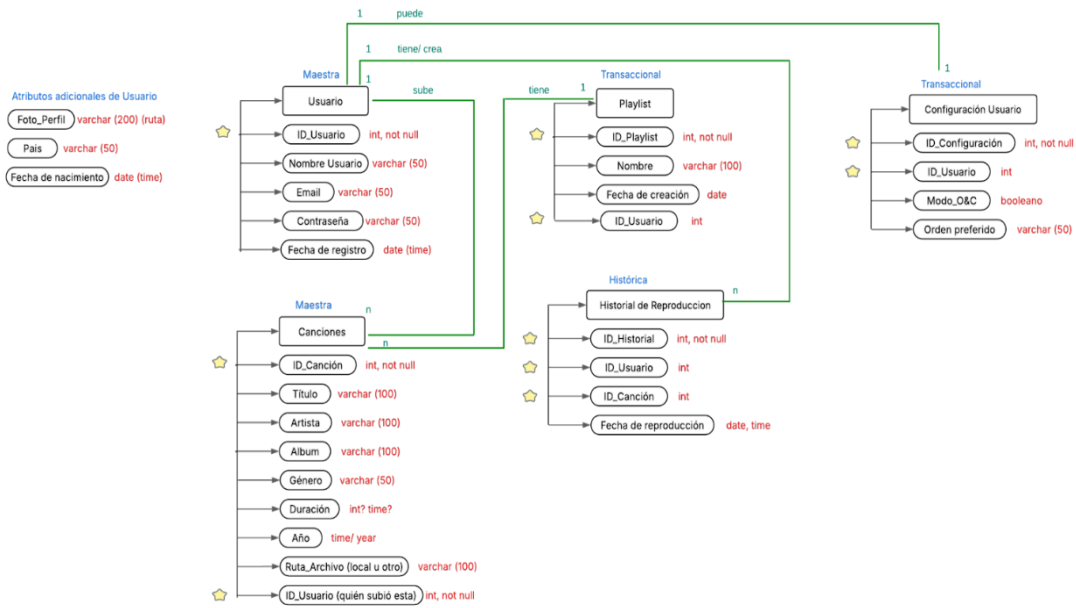 1 puede
1 tiene/ crea
1
sube
tiene
1
1
n
n
n
Atributos adicionales de Usuario
Foto_Perfil varchar (200) (ruta)
Pais varchar (50)
Fecha de nacimiento date (time)
Maestra
Usuario
ID_Usuario int, not null
Nombre Usuario varchar (50)
Email varchar (50)
Contraseña varchar (50)
Fecha de registro date (time)
Transaccional
Playlist
ID_Playlist int, not null
Nombre varchar (100)
Fecha de creación date
ID_Usuario int
Transaccional
Configuración Usuario
ID_Configuración int, not null
ID_Usuario int
Modo_O&C booleano
Orden preferido varchar (50)
Maestra
Canciones
ID_Canción int, not null
Título varchar (100)
Artista varchar (100)
Album varchar (100)
Género varchar (50)
Duración int? time?
Año time/ year
Ruta_Archivo (local u otro) varchar (100)
ID_Usuario (quién subió esta) int, not null
Histórica
Historial de Reproduccion
ID_Historial int, not null
ID_Usuario int
ID_Canción int
Fecha de reproducción date, time